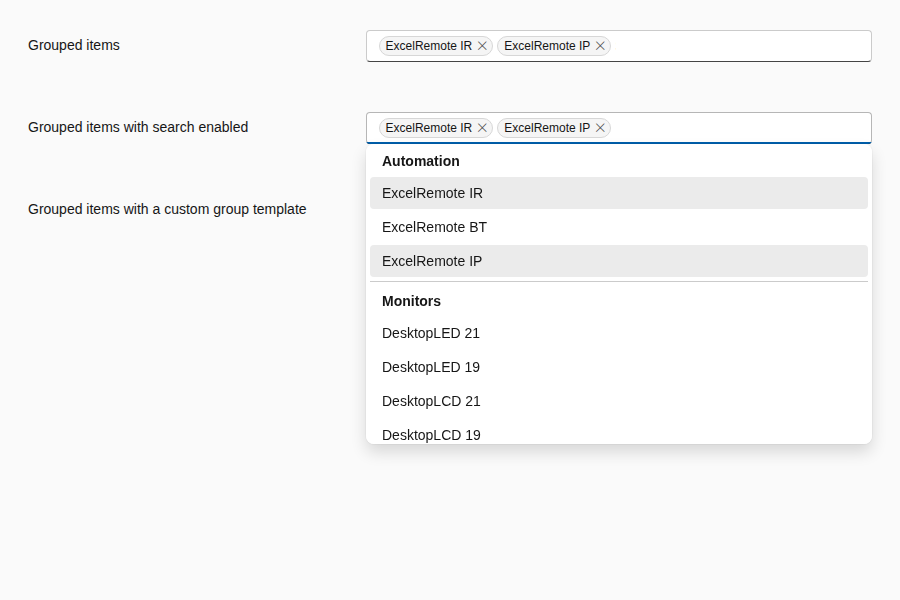 Grouped items
ExcelRemote IR ExcelRemote IP
Grouped items with search enabled
ExcelRemote IR ExcelRemote IP
Automation
ExcelRemote IR
Grouped items with a custom group template
ExcelRemote BT
ExcelRemote IP
Monitors
DesktopLED 21
DesktopLED 19
DesktopLCD 21
DesktopLCD 19